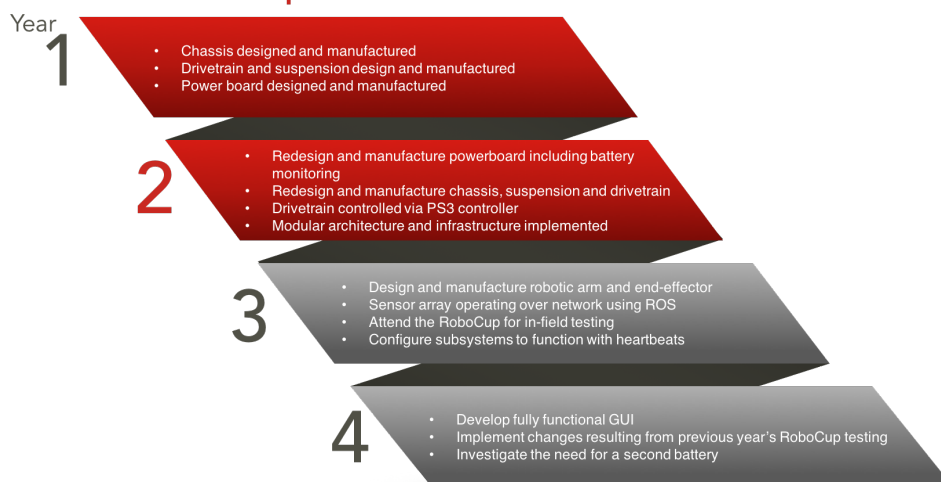 Year
1
• Chassis designed and manufactured
• Drivetrain and suspension design and manufactured
• Power board designed and manufactured
2
• Redesign and manufacture powerboard including battery
monitoring
• Redesign and manufacture chassis, suspension and drivetrain
• Drivetrain controlled via PS3 controller
• Modular architecture and infrastructure implemented
3
• Design and manufacture robotic arm and end-effector
• Sensor array operating over network using ROS
• Attend the RoboCup for in-field testing
• Configure subsystems to function with heartbeats
4
• Develop fully functional GUI
• Implement changes resulting from previous year's RoboCup testing
• Investigate the need for a second battery